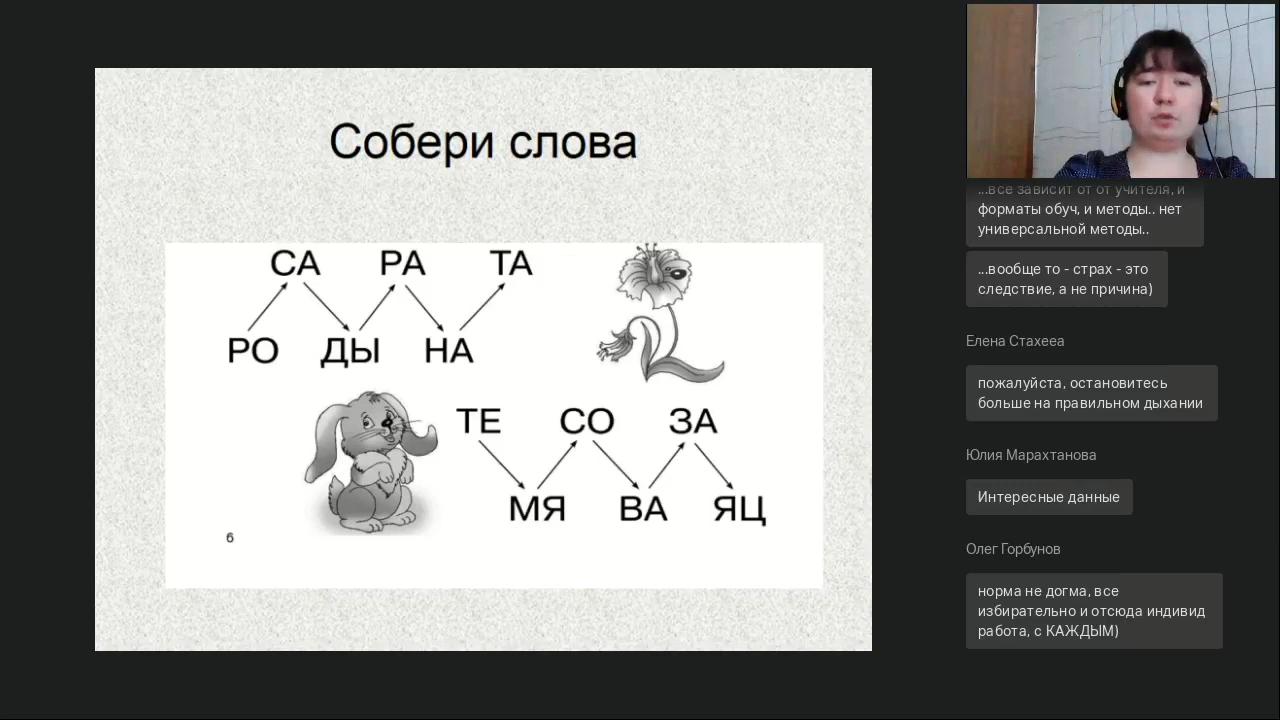 Собери слова
СА РА ТА
РО ДЫ НА
ТЕ СО ЗА
МЯ ВА ЯЦ
6
...все зависит от от учителя, и
форматы обуч, и методы.. нет
универсальной методы..
...вообще то - страх - это
следствие, а не причина)
Елена Стахееа
пожалуйста, остановитесь
больше на правильном дыхании
Юлия Марахтанова
Интересные данные
Олег Горбунов
норма не догма, все
избирательно и отсюда индивид
работа, с КАЖДЫМ)